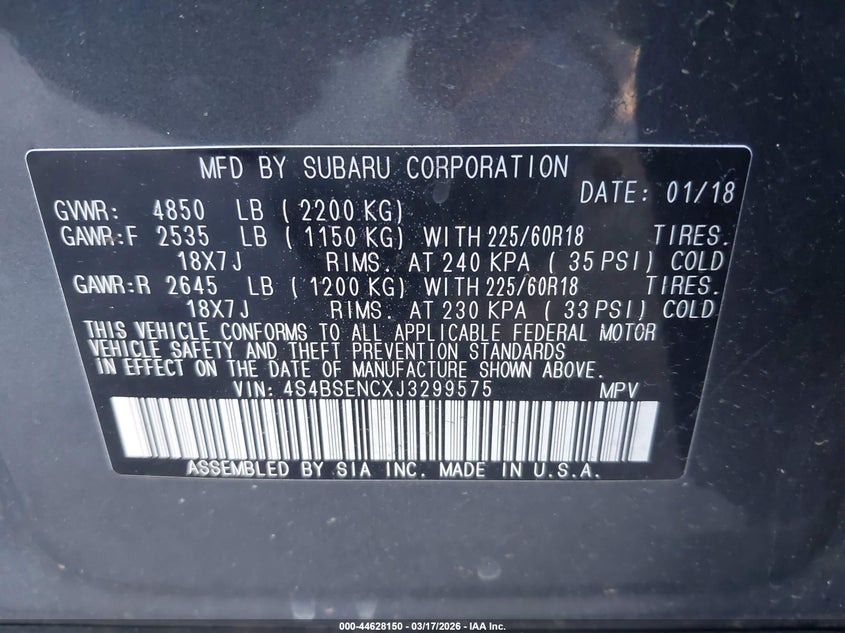 MFD BY SUBARU CORPORATION
DATE: 01/18
GVWR: 4850 LB (2200 KG)
GAWR:F 2535 LB (1150 KG) WITH 225/60R18 TIRES.
18X7J RIMS. AT 240 KPA (35 PSI) COLD
GAWR:R 2645 LB (1200 KG) WITH 225/60R18 TIRES.
18X7J RIMS. AT 230 KPA (33 PSI) COLD
THIS VEHICLE CONFORMS TO ALL APPLICABLE FEDERAL MOTOR
VEHICLE SAFETY AND THEFT PREVENTION STANDARDS
IN EFFECT ON THE DATE OF MANUFACTURE SHOWN ABOVE.
VIN: 4S4BSENCXJ3299575 MPV
ASSEMBLED BY SIA INC. MADE IN U.S.A.
000-44628150 — 03/17/2026 — IAA Inc.